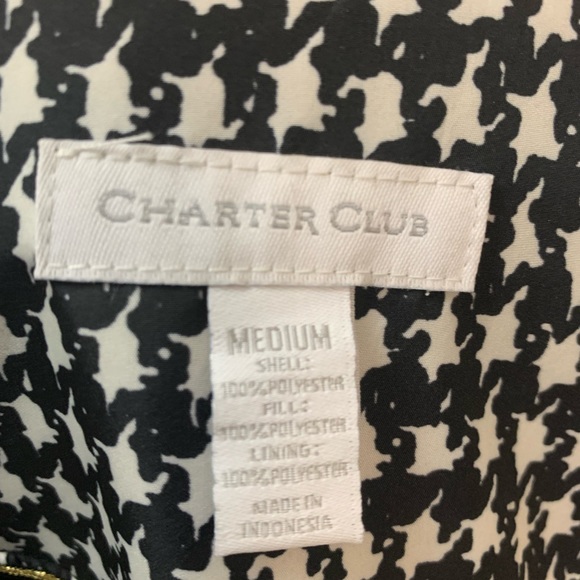 CHARTER CLUB
MEDIUM
SHELL:
100%POLYESTER
FILL:
100%POLYESTER
LINING:
100%POLYESTER
MADE IN
INDONESIA